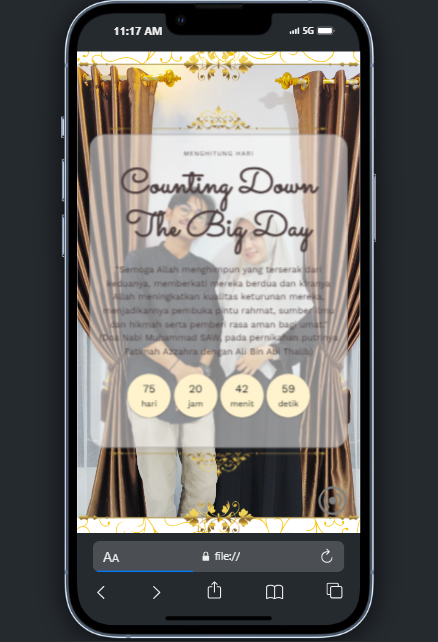 11:17 AM
5G
MENGHITUNG HARI
Counting Down
The Big Day
"Semoga Allah menghimpun yang terserak dari
keduanya, memberkati mereka berdua dan kiranya
Allah meningkatkan kualitas keturunan mereka,
menjadikannya pembuka pintu rahmat, sumber ilmu
dan hikmah serta pemberi rasa aman bagi umat."
(Doa Nabi Muhammad SAW, pada pernikahan putrinya
Fatimah Azzahra dengan Ali Bin Abi Thalib)
75 20 42 59
hari jam menit detik
AA file://